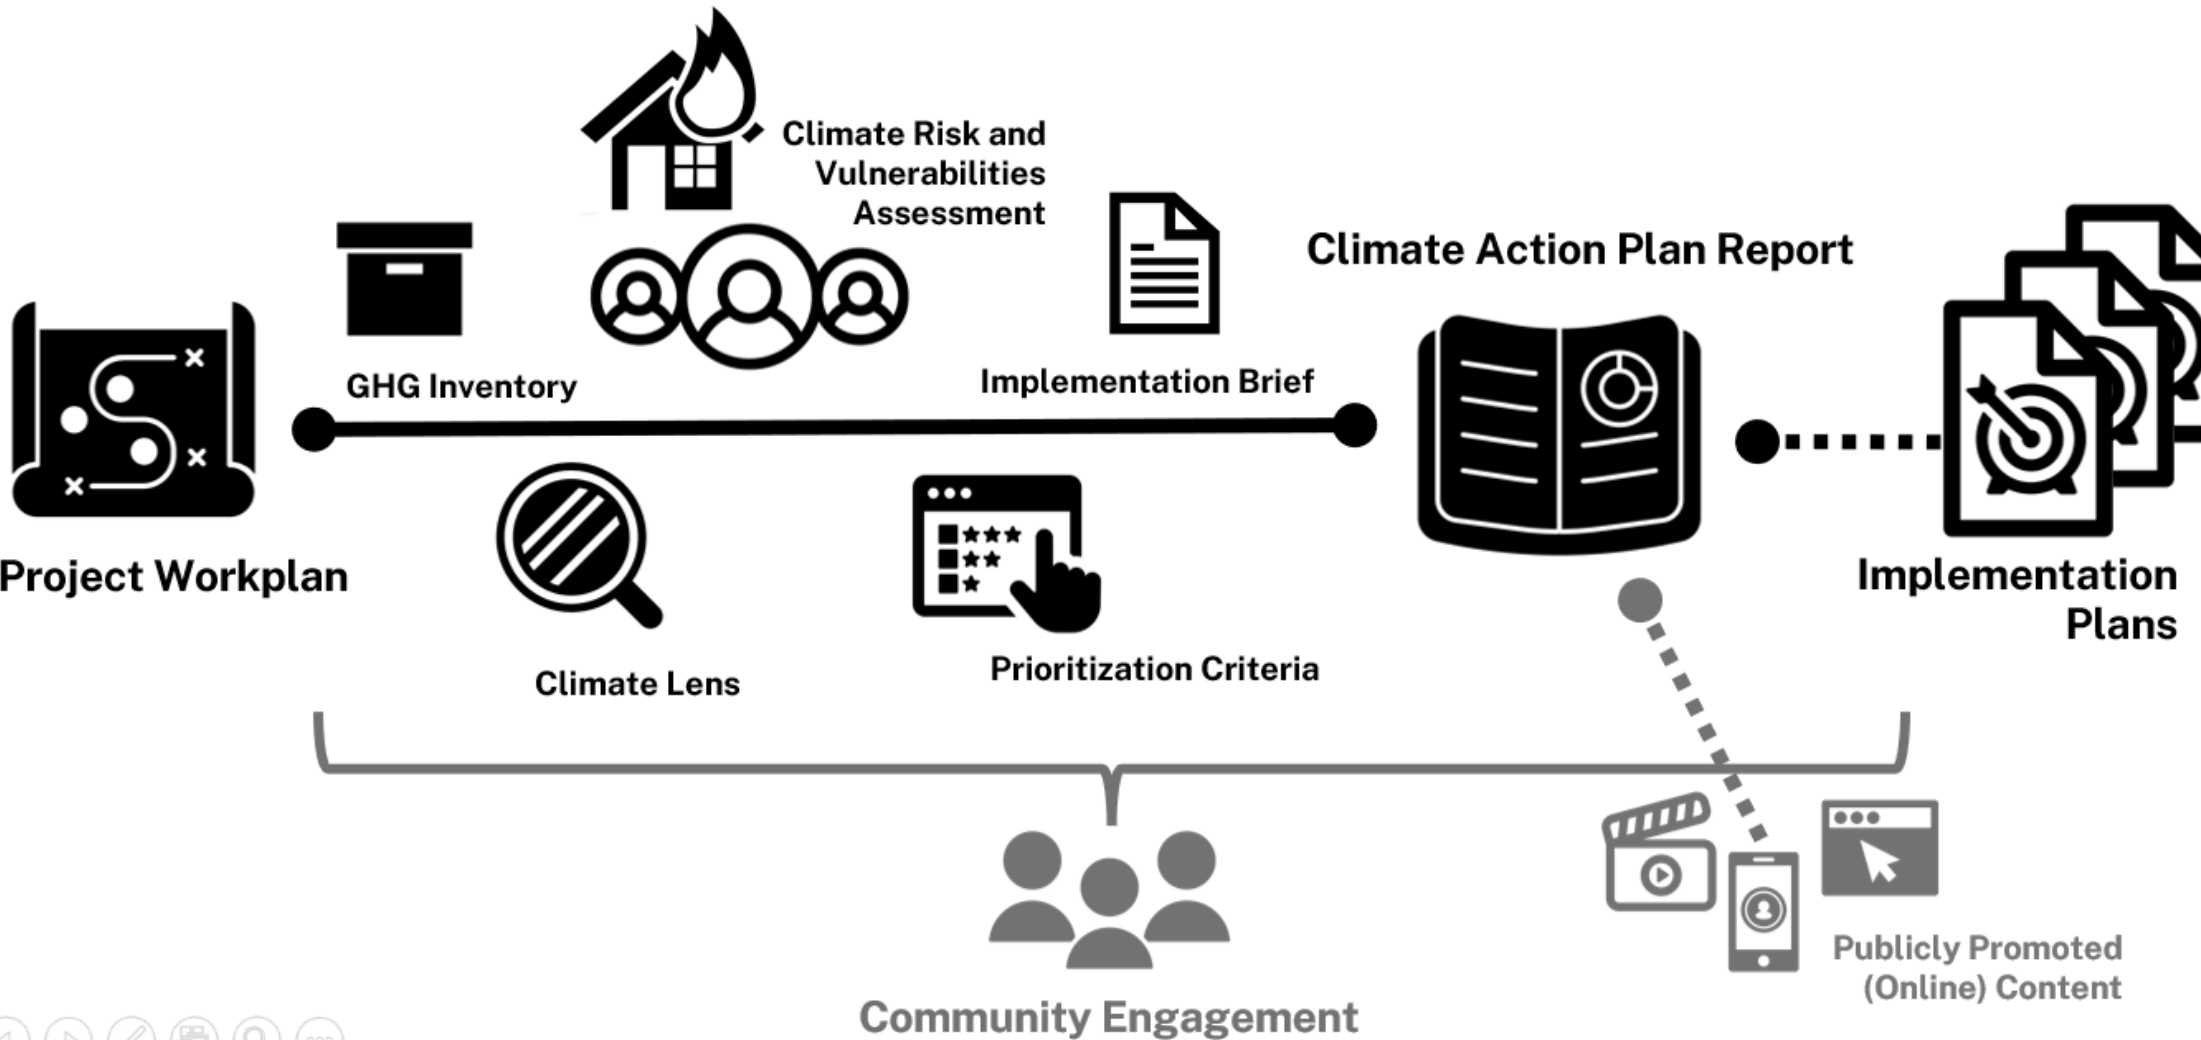 Climate Risk and
Vulnerabilities
Assessment
Climate Action Plan Report
GHG Inventory
Implementation Brief
Project Workplan
Implementation
Plans
Climate Lens
Prioritization Criteria
Publicly Promoted
(Online) Content
Community Engagement